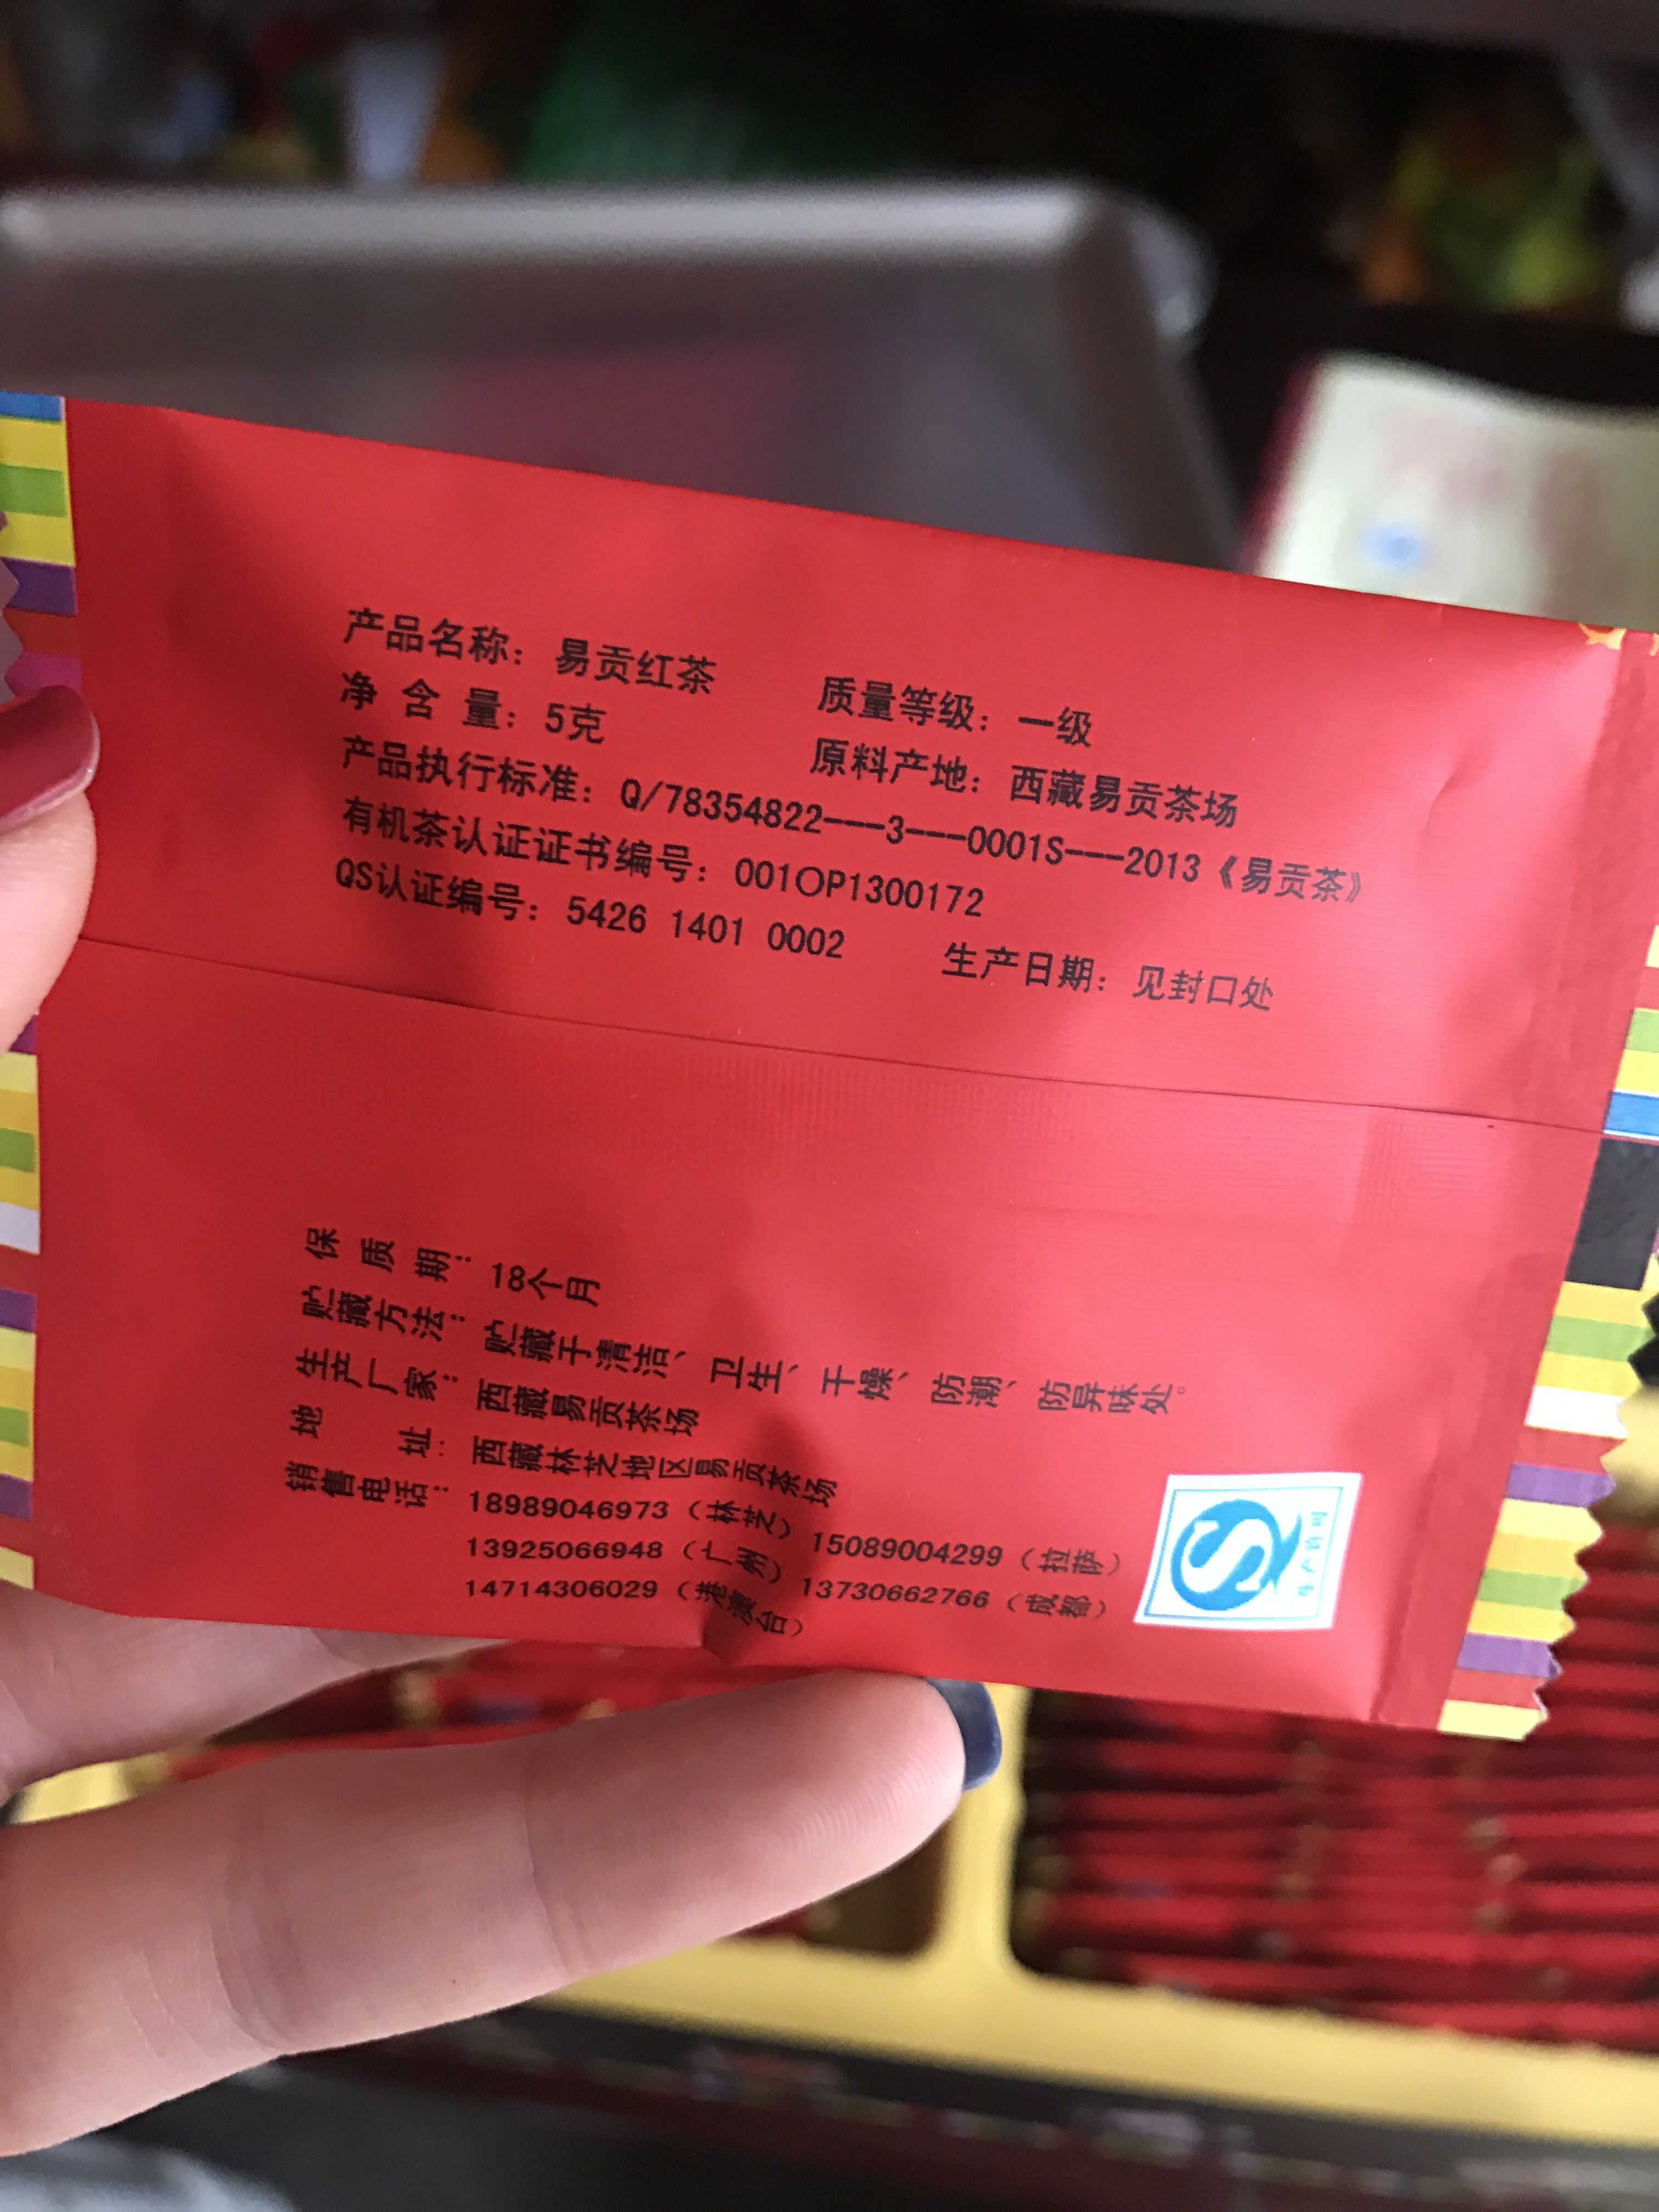 产品名称：易贡红茶 质量等级：一级
净含量：5克 原料产地：西藏易贡茶场
产品执行标准：Q/78354822---3---0001S---2013《易贡茶》
有机茶认证证书编号：001OP1300172
QS认证编号：5426 1401 0002 生产日期：见封口处
保质期：18个月
贮藏方法：贮藏于清洁、卫生、干燥、防潮、防异味处。
生产厂家：西藏易贡茶场
地址：西藏林芝地区易贡茶场
销售电话：18989046973（林芝）15089004299（拉萨）
13925066948（广州）13730662766（成都）
14714306029（港澳台）